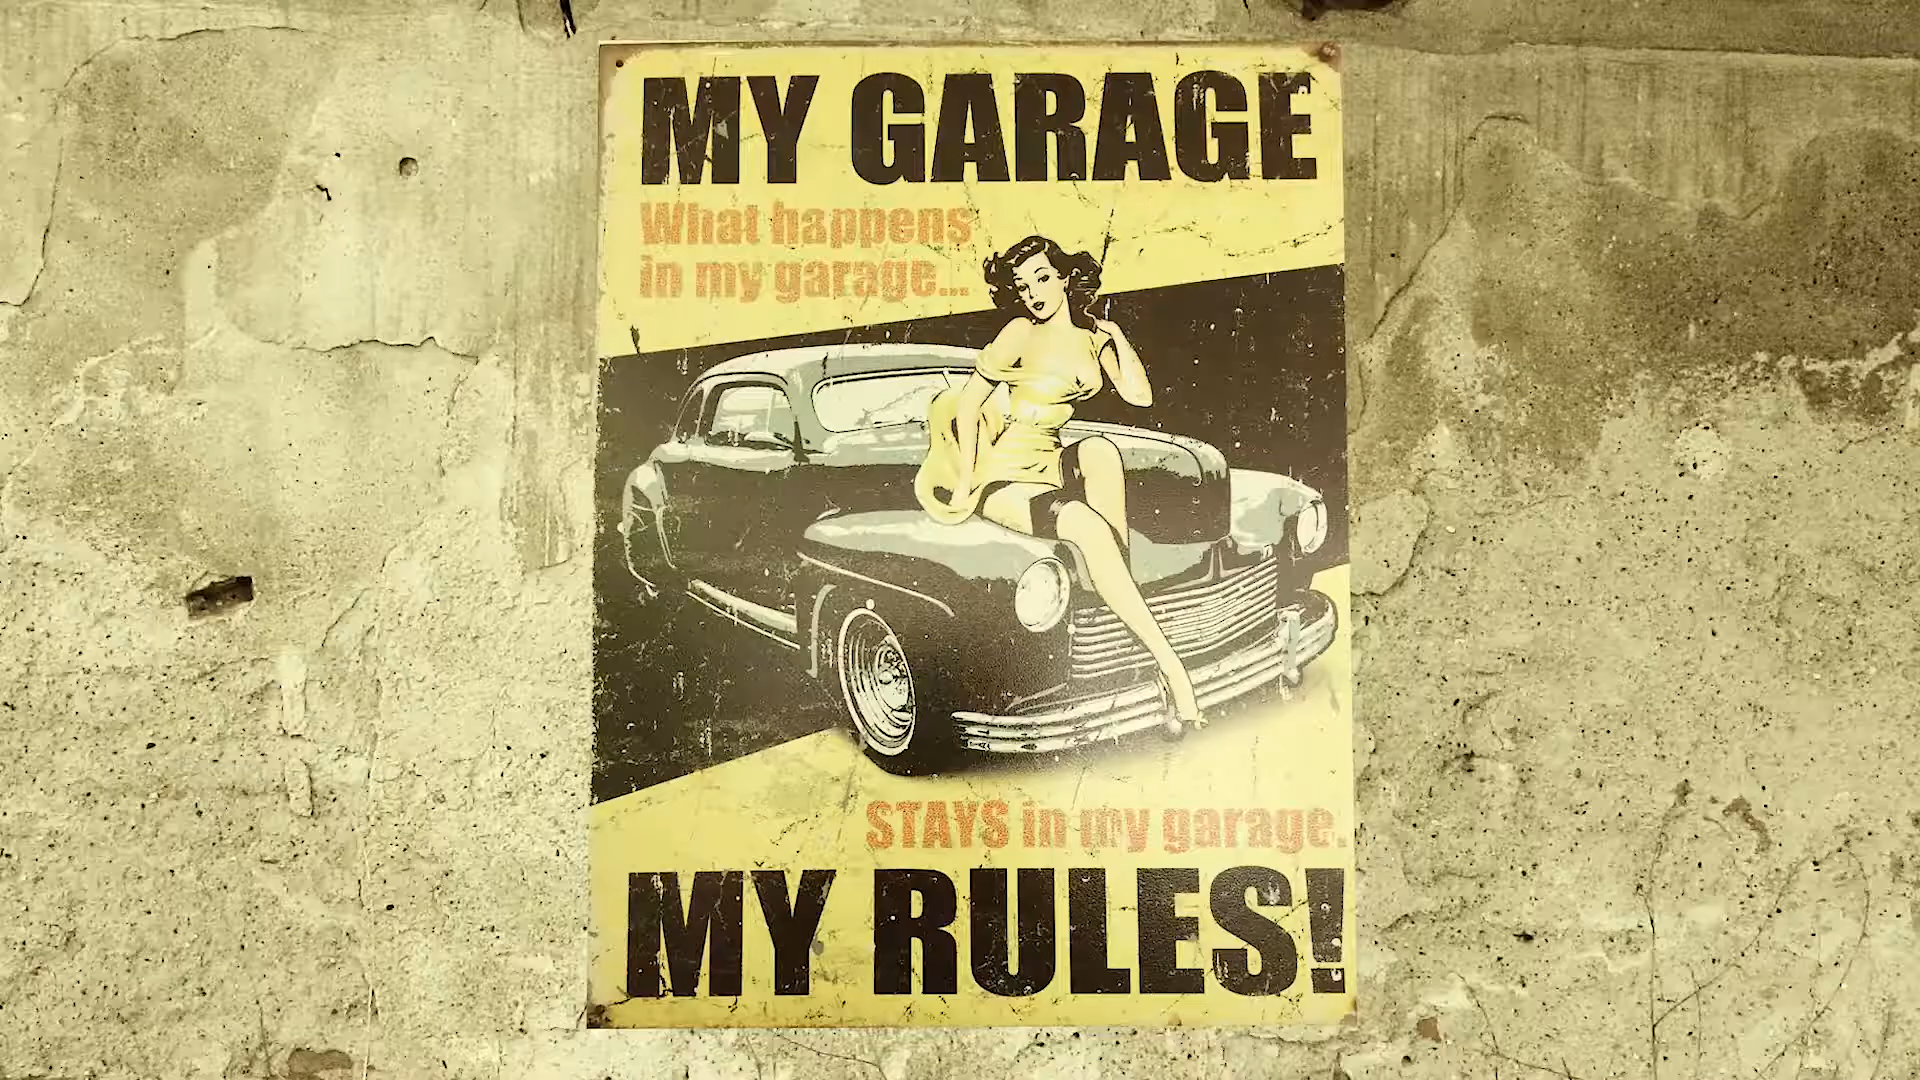 MY GARAGE
What happens
in my garage...
STAYS in my garage.
MY RULES!